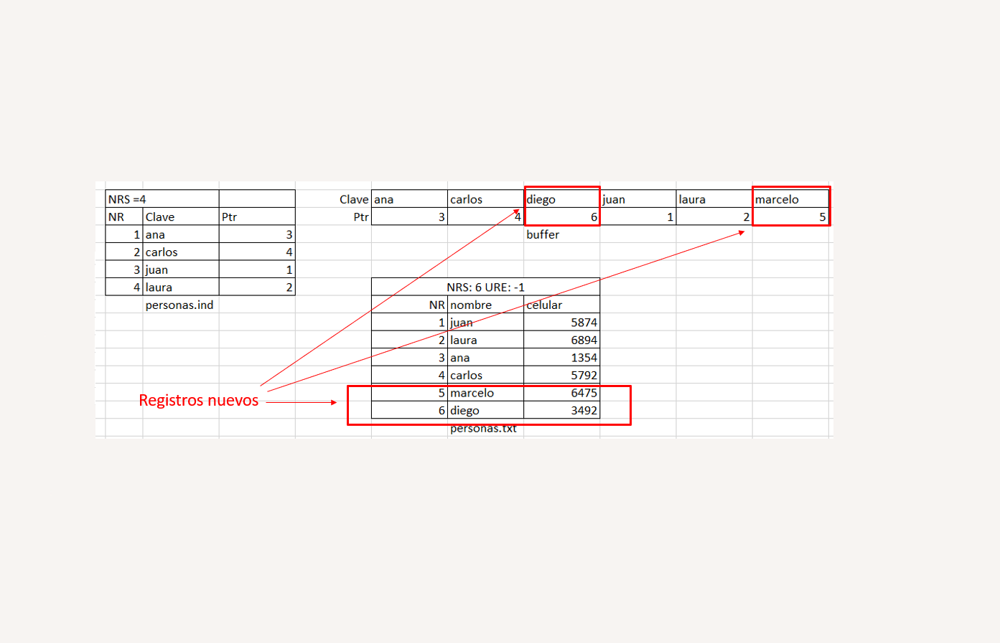 NRS =4
NR Clave Ptr
1 ana 3
2 carlos 4
3 juan 1
4 laura 2
personas.ind
Clave ana carlos diego juan laura marcelo
Ptr 3 4 6 1 2 5
buffer
NRS: 6 URE: -1
NR nombre celular
1 juan 5874
2 laura 6894
3 ana 1354
4 carlos 5792
5 marcelo 6475
6 diego 3492
personas.txt
Registros nuevos